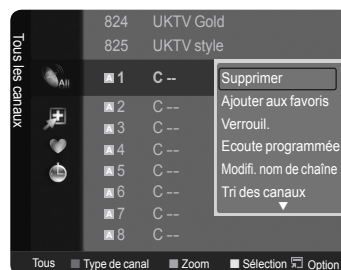 824 UKTV Gold
825 UKTV style
Tous les canaux
All
A 1 C --
A 2 C --
A 3 C --
A 4 C --
A 5 C --
A 6 C --
A 7 C --
A 8 C --
Supprimer
Ajouter aux favoris
Verrouil.
Ecoute programmée
Modifi. nom de chaîne
Tri des canaux
Tous Type de canal Zoom Sélection Option